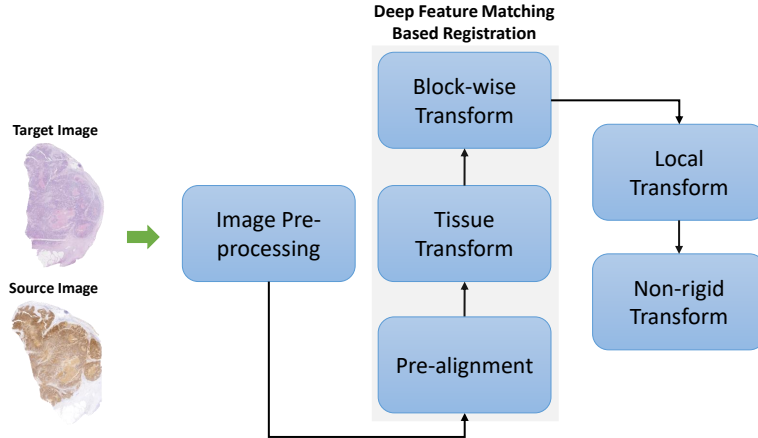 Deep Feature Matching
Based Registration
Target Image
Source Image
Image Pre-
processing
Block-wise
Transform
Tissue
Transform
Pre-alignment
Local
Transform
Non-rigid
Transform